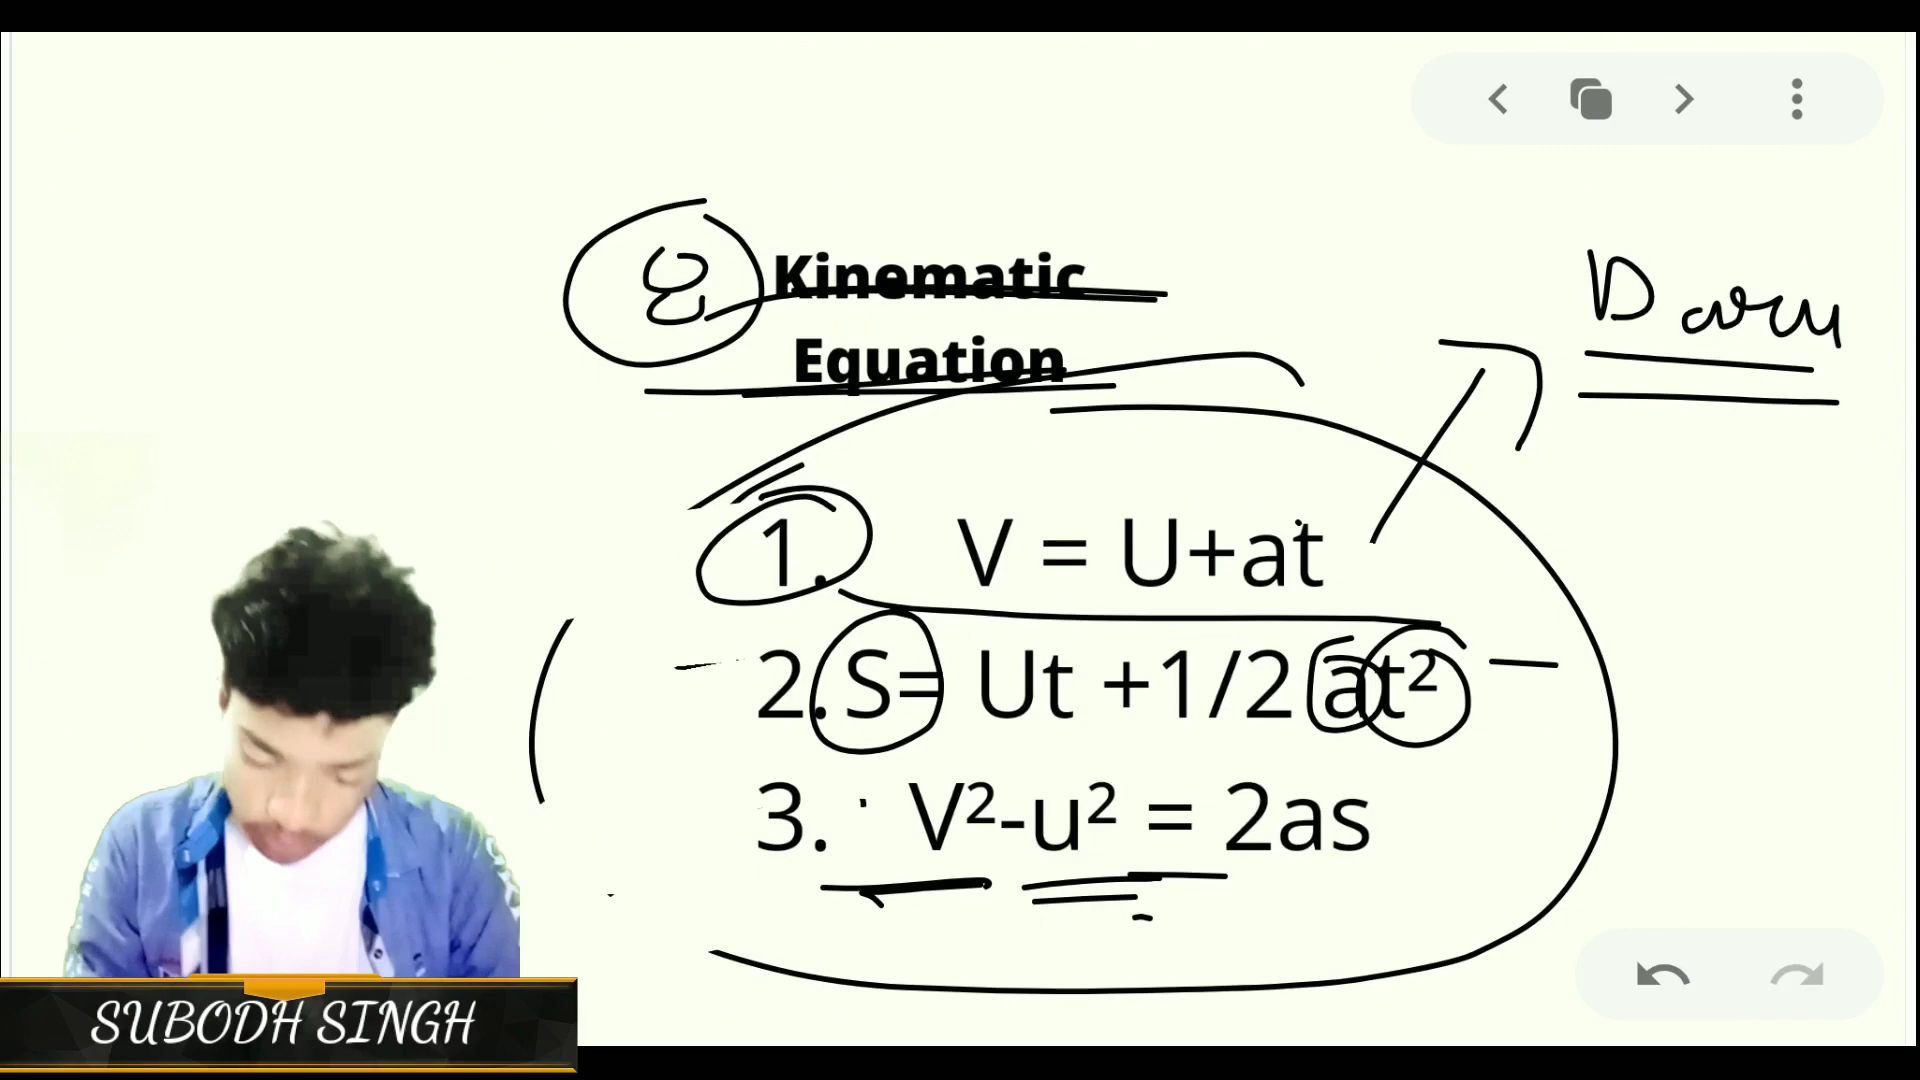 Kinematic
Equation
1. V = U+at
2. S= Ut +1/2 at²
3. V²-u² = 2as
SUBODH SINGH